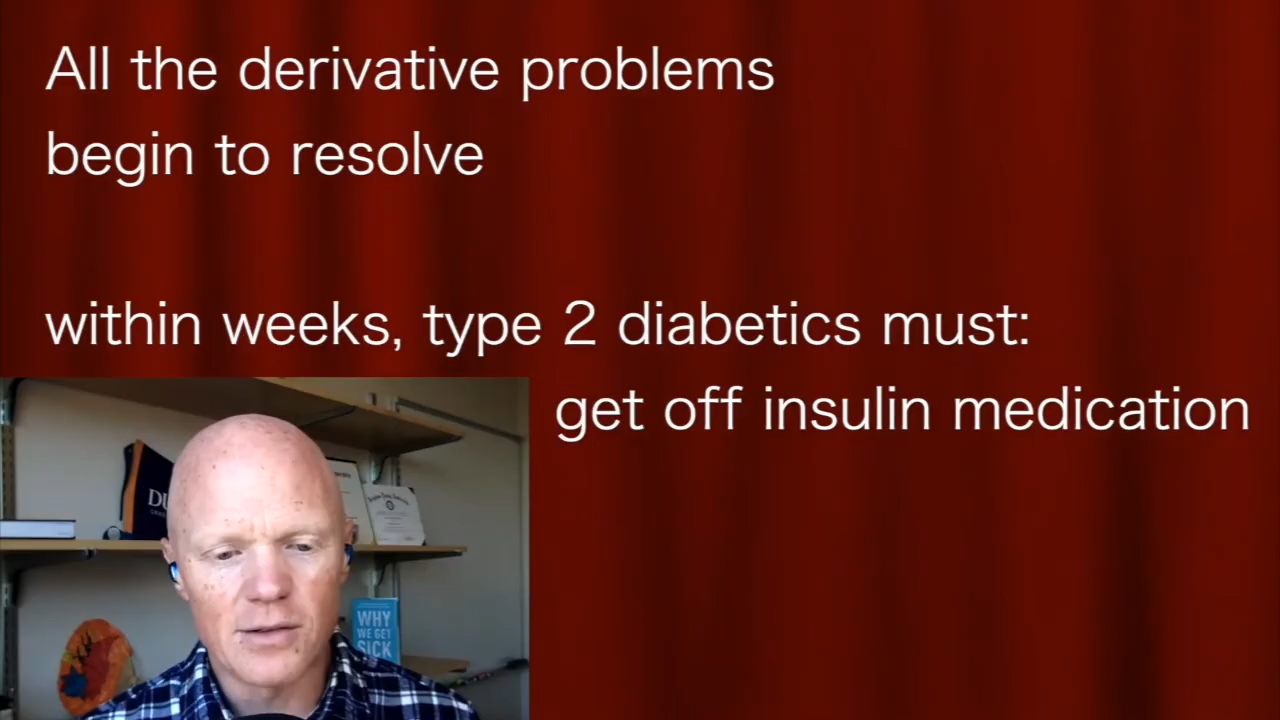 All the derivative problems
begin to resolve
within weeks, type 2 diabetics must:
get off insulin medication
DU
WHY
WE GET
SICK